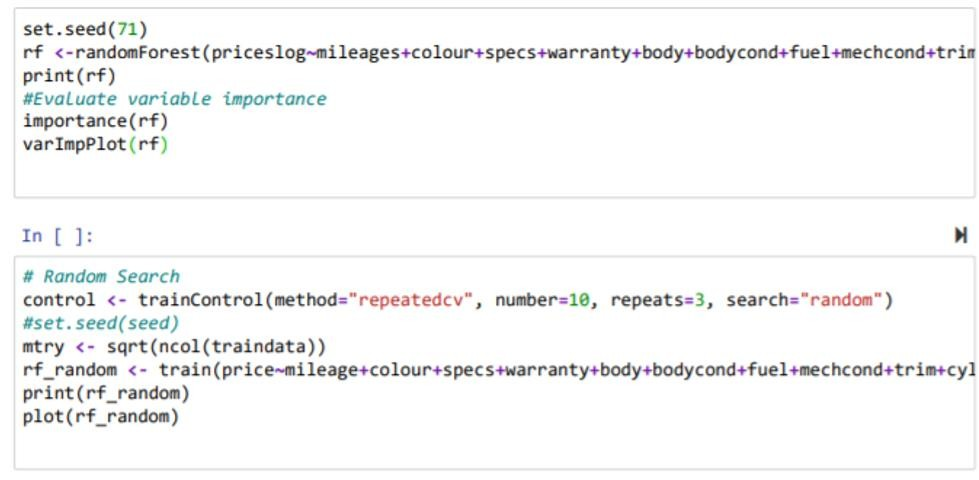 set.seed(71)
rf <-randomForest(priceslog~mileages+colour+specs+warranty+body+bodycond+fuel+mechcond+trim
print(rf)
#Evaluate variable importance
importance(rf)
varImpPlot(rf)
In [ ]:
# Random Search
control <- trainControl(method="repeatedcv", number=10, repeats=3, search="random")
#set.seed(seed)
mtry <- sqrt(ncol(traindata))
rf_random <- train(price~mileage+colour+specs+warranty+body+bodycond+fuel+mechcond+trim+cyl
print(rf_random)
plot(rf_random)